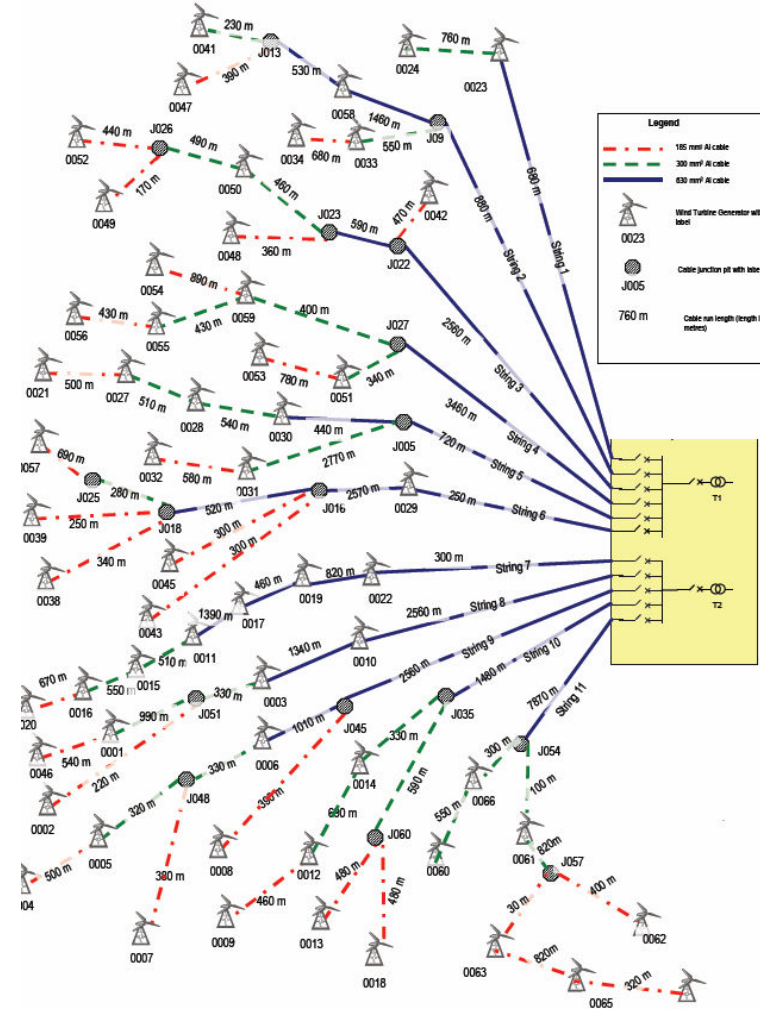 230 m
0041
J013
390 m
530 m
0047
0058
760 m
0024
0023
680 m
String 1
1460 m
J09
0034
680 m
0033
550 m
880 m
String 2
440 m
J026
0052
490 m
170 m
0049
0050
460 m
J023
590 m
470 m
0042
0048
360 m
J022
2560 m
String 3
0054
890 m
0059
400 m
430 m
0056
0055
430 m
J027
0053
780 m
0051
340 m
3460 m
String 4
0021
500 m
0027
510 m
0028
540 m
0030
440 m
J005
720 m
String 5
0032
580 m
0031
2770 m
0057
690 m
J025
280 m
J018
520 m
J016
2570 m
0029
250 m
String 6
0039
250 m
0038
340 m
0045
300 m
300 m
0043
300 m
String 7
0022
820 m
0019
460 m
0017
1390 m
0011
510 m
0015
550 m
0016
670 m
020
2560 m
String 8
0010
1340 m
0003
330 m
J051
990 m
0001
540 m
0046
220 m
0002
2560 m
String 9
J045
1010 m
0006
330 m
J048
320 m
0005
500 m
04
380 m
0007
390 m
0008
1480 m
String 10
J035
330 m
0014
690 m
0012
460 m
0009
590 m
J060
480 m
0013
480 m
0018
7870 m
String 11
J054
300 m
0066
550 m
0060
100 m
0061
820m
J057
400 m
0062
30 m
0063
820m
0065
320 m
Legend
185 mm² Al cable
300 mm² Al cable
630 mm² Al cable
Wind Turbine Generator wit
label
0023
Cable junction pit with labe
J005
760 m
Cable run length (length i
metres)
T1
T2